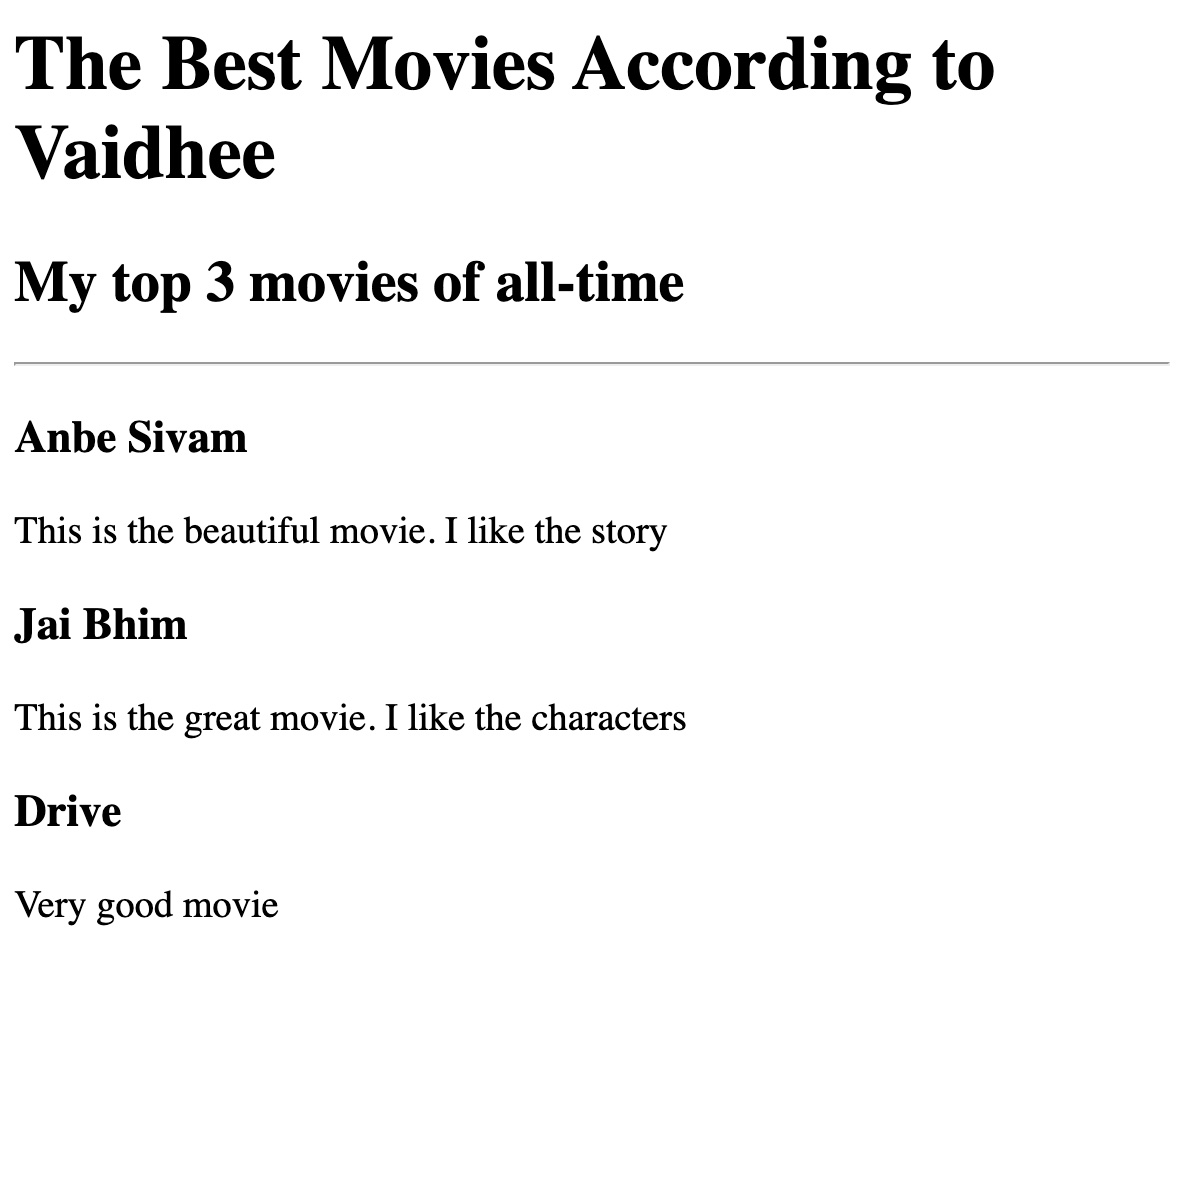 The Best Movies According to
Vaidhee
My top 3 movies of all-time
Anbe Sivam
This is the beautiful movie. I like the story
Jai Bhim
This is the great movie. I like the characters
Drive
Very good movie